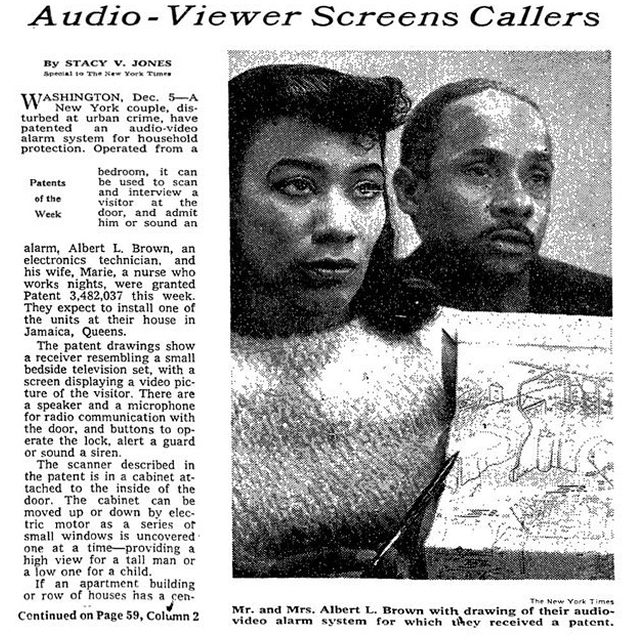 Audio-Viewer Screens Callers
By STACY V. JONES
Special to The New York Times
WASHINGTON, Dec. 5—A
New York couple, dis-
turbed at urban crime, have
patented an audio-video
alarm system for household
protection. Operated from a
Patents
of the
Week
bedroom, it can
be used to scan
and interview a
visitor at the
door, and admit
him or sound an
alarm, Albert L. Brown, an
electronics technician, and
his wife, Marie, a nurse who
works nights, were granted
Patent 3,482,037 this week.
They expect to install one of
the units at their house in
Jamaica, Queens.
The patent drawings show
a receiver resembling a small
bedside television set, with a
screen displaying a video pic-
ture of the visitor. There are
a speaker and a microphone
for radio communication with
the door, and buttons to op-
erate the lock, alert a guard
or sound a siren.
The scanner described in
the patent is in a cabinet at-
tached to the inside of the
door. The cabinet can be
moved up or down by elec-
tric motor as a series of
small windows is uncovered
one at a time—providing a
high view for a tall man or
a low one for a child.
If an apartment building
or row of houses has a cen-
Continued on Page 59, Column 2
The New York Times
Mr. and Mrs. Albert L. Brown with drawing of their audio-
video alarm system for which they received a patent.